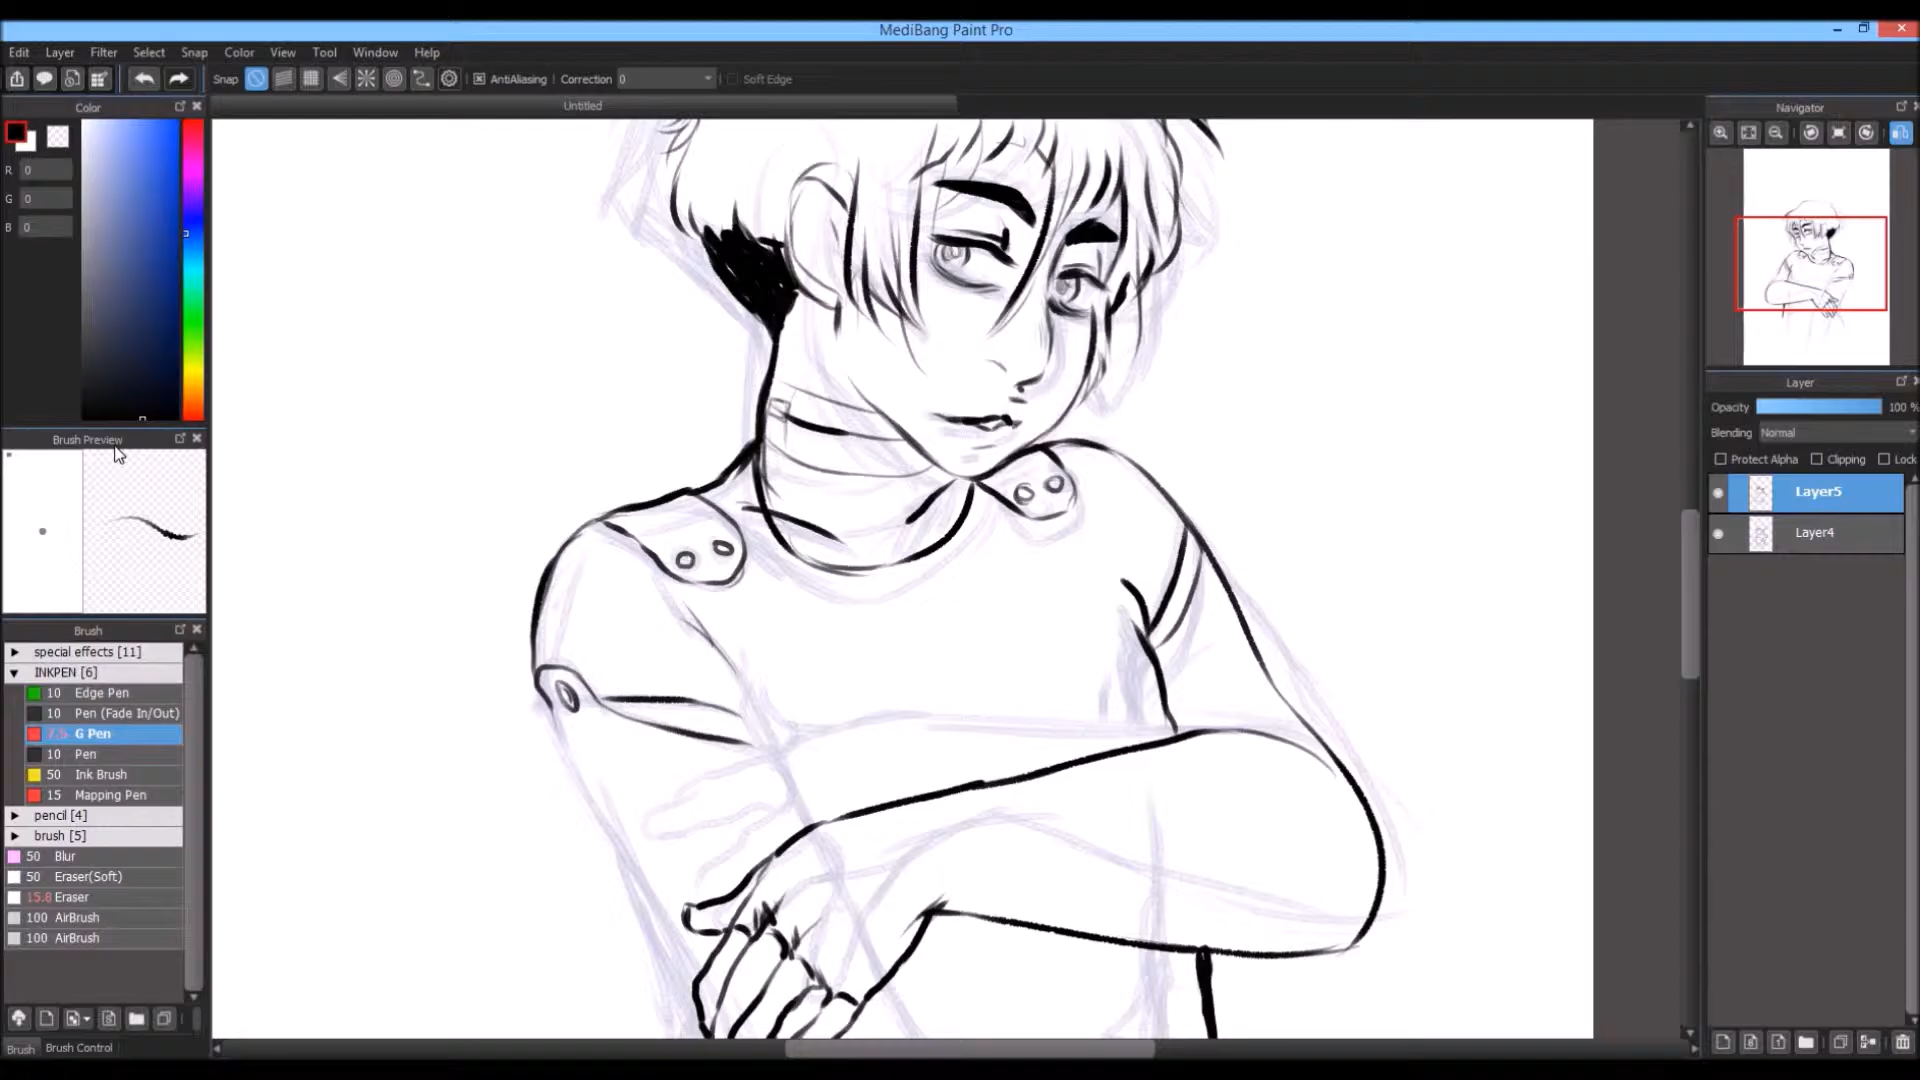 MediBang Paint Pro
Edit Layer Filter Select Snap Color View Tool Window Help
Snap AntiAliasing Correction 0 Soft Edge
Color
Untitled
Navigator
R 0
G 0
B 0
Layer
Opacity 100 %
Blending Normal
Brush Preview
Protect Alpha Clipping Lock
Layer5
Layer4
Brush
special effects [11]
INKPEN [6]
10 Edge Pen
10 Pen (Fade In/Out)
7.5 G Pen
10 Pen
50 Ink Brush
15 Mapping Pen
pencil [4]
brush [5]
50 Blur
50 Eraser(Soft)
15.8 Eraser
100 AirBrush
100 AirBrush
Brush Brush Control